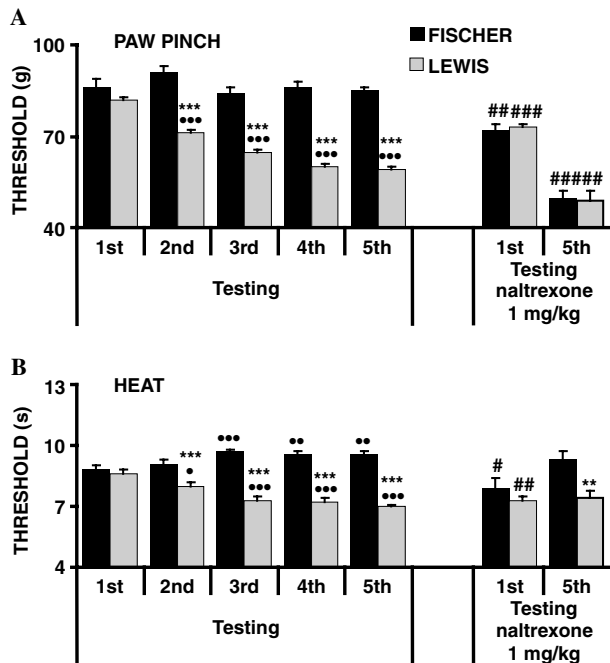 A
PAW PINCH
FISCHER
LEWIS
THRESHOLD (g)
100
70
40
***
•••
***
•••
***
•••
***
•••
##
###
###
##
1st 2nd 3rd 4th 5th 1st 5th
Testing
Testing
naltrexone
1 mg/kg
B
HEAT
THRESHOLD (s)
13
10
7
4
***
•
•••
***
•••
••
***
•••
••
***
•••
#
##
**
1st 2nd 3rd 4th 5th 1st 5th
Testing
Testing
naltrexone
1 mg/kg